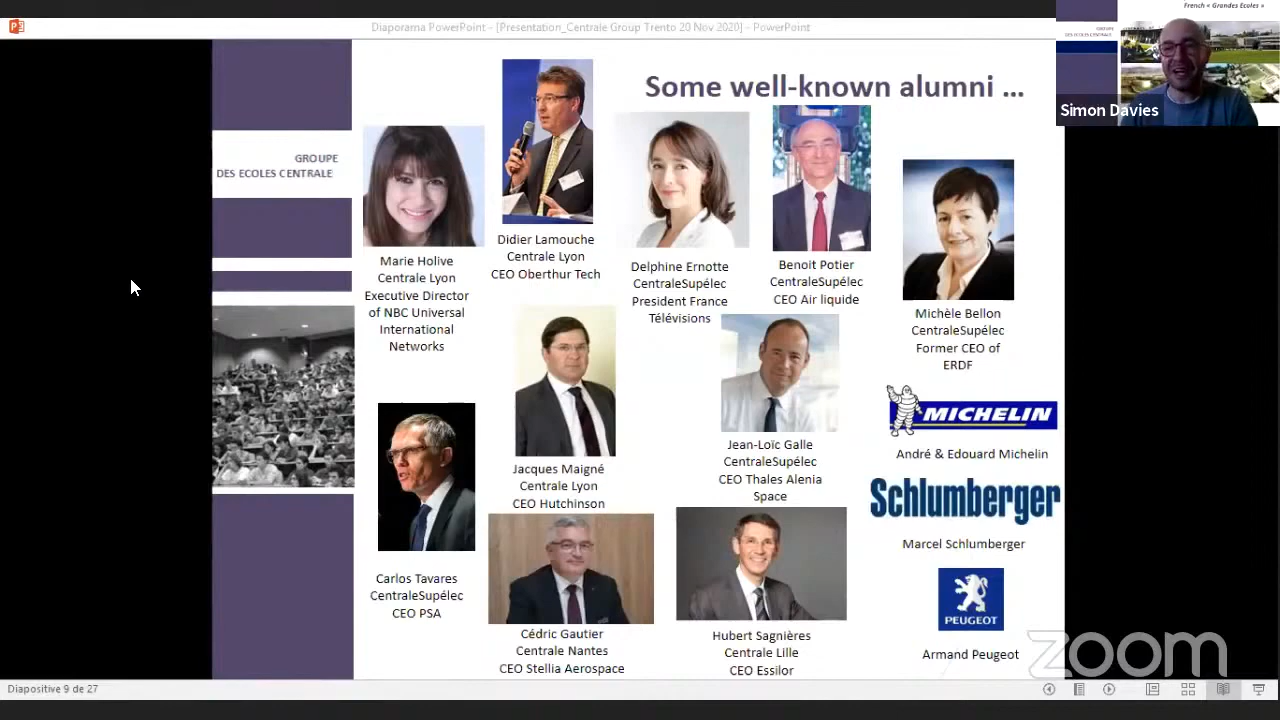 Diaporama PowerPoint - [Presentation_Centrale Group Trento 20 Nov 2020] - PowerPoint
French « Grandes Ecoles »
GROUPE
DES ECOLES CENTRALE
Simon Davies
Some well-known alumni ...
GROUPE
DES ECOLES CENTRALE
Marie Holive
Centrale Lyon
Executive Director
of NBC Universal
International
Networks
Didier Lamouche
Centrale Lyon
CEO Oberthur Tech
Delphine Ernotte
CentraleSupélec
President France
Télévisions
Benoit Potier
CentraleSupélec
CEO Air liquide
Michèle Bellon
CentraleSupélec
Former CEO of
ERDF
Carlos Tavares
CentraleSupélec
CEO PSA
Jacques Maigné
Centrale Lyon
CEO Hutchinson
Jean-Loïc Galle
CentraleSupélec
CEO Thales Alenia
Space
Cédric Gautier
Centrale Nantes
CEO Stellia Aerospace
Hubert Sagnières
Centrale Lille
CEO Essilor
MICHELIN
André & Edouard Michelin
Schlumberger
Marcel Schlumberger
PEUGEOT
Armand Peugeot
zoom
Diapositive 9 de 27